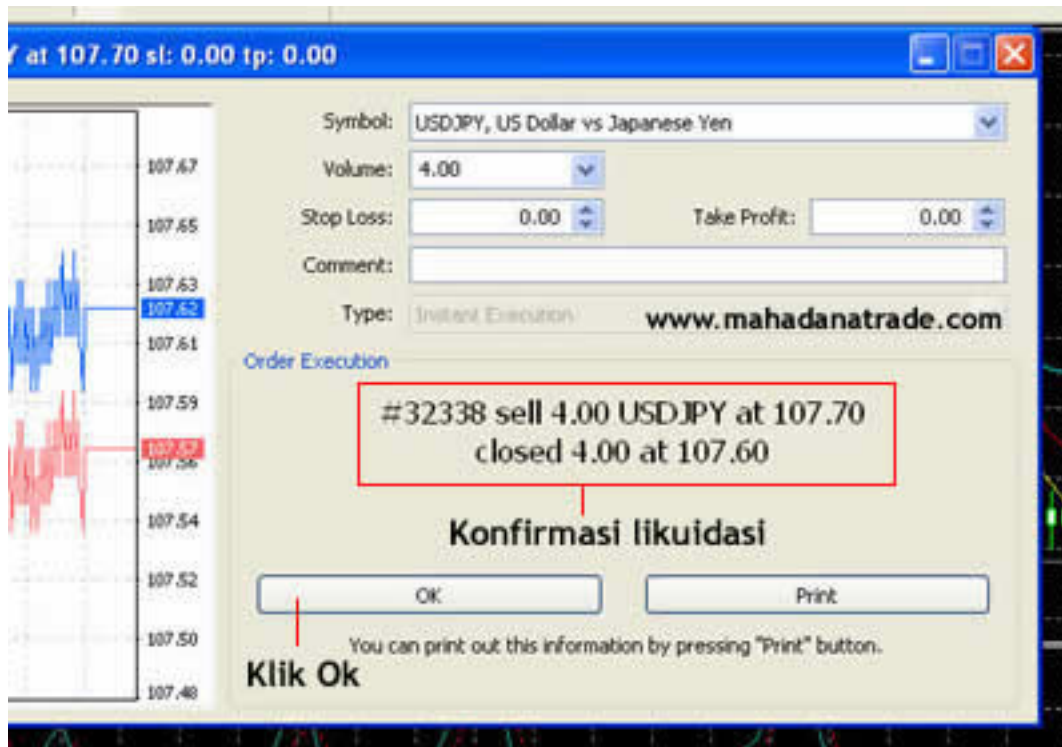 Y at 107.70 sl: 0.00 tp: 0.00
Symbol: USDJPY, US Dollar vs Japanese Yen
107.67
Volume: 4.00
107.65
Stop Loss: 0.00 Take Profit: 0.00
Comment:
107.63
107.62
Type: Instant Execution www.mahadanatrade.com
107.61
Order Execution
107.59
#32338 sell 4.00 USDJPY at 107.70
closed 4.00 at 107.60
107.57
107.56
107.54
Konfirmasi likuidasi
107.52
OK Print
107.50
You can print out this information by pressing "Print" button.
Klik Ok
107.48